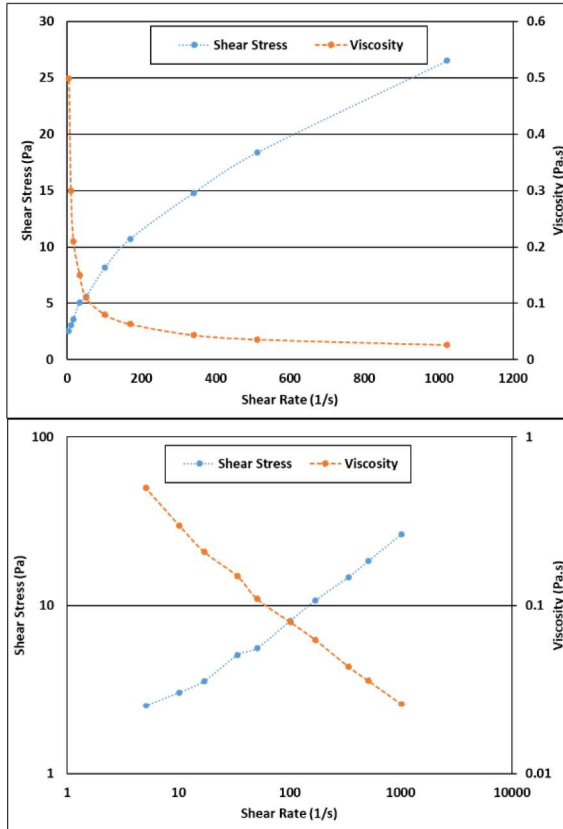 Shear Stress Viscosity
30
25
20
15
10
5
0
Shear Stress (Pa)
0.6
0.5
0.4
0.3
0.2
0.1
0
Viscosity (Pa.s)
0 200 400 600 800 1000 1200
Shear Rate (1/s)
Shear Stress Viscosity
100
10
1
Shear Stress (Pa)
1
0.1
0.01
Viscosity (Pa.s)
1 10 100 1000 10000
Shear Rate (1/s)